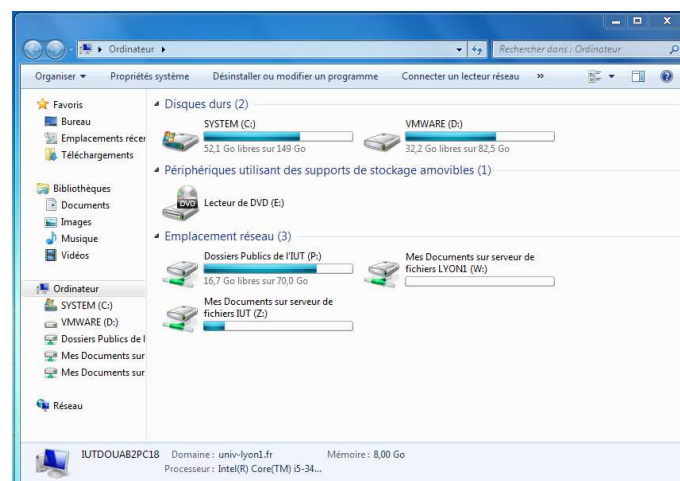 Ordinateur
Rechercher dans : Ordinateur
Organiser
Propriétés système
Désinstaller ou modifier un programme
Connecter un lecteur réseau
»
Favoris
Bureau
Emplacements récer
Téléchargements
Bibliothèques
Documents
Images
Musique
Vidéos
Ordinateur
SYSTEM (C:)
VMWARE (D:)
Dossiers Publics de l
Mes Documents sur
Mes Documents sur
Réseau
Disques durs (2)
SYSTEM (C:)
52,1 Go libres sur 149 Go
VMWARE (D:)
32,2 Go libres sur 82,5 Go
Périphériques utilisant des supports de stockage amovibles (1)
DVD
Lecteur de DVD (E:)
Emplacement réseau (3)
Dossiers Publics de l'IUT (P:)
16,7 Go libres sur 70,0 Go
Mes Documents sur serveur de
fichiers LYON1 (W:)
Mes Documents sur serveur de
fichiers IUT (Z:)
IUTDOUAB2PC18 Domaine : univ-lyon1.fr Mémoire : 8,00 Go
Processeur : Intel(R) Core(TM) i5-34...